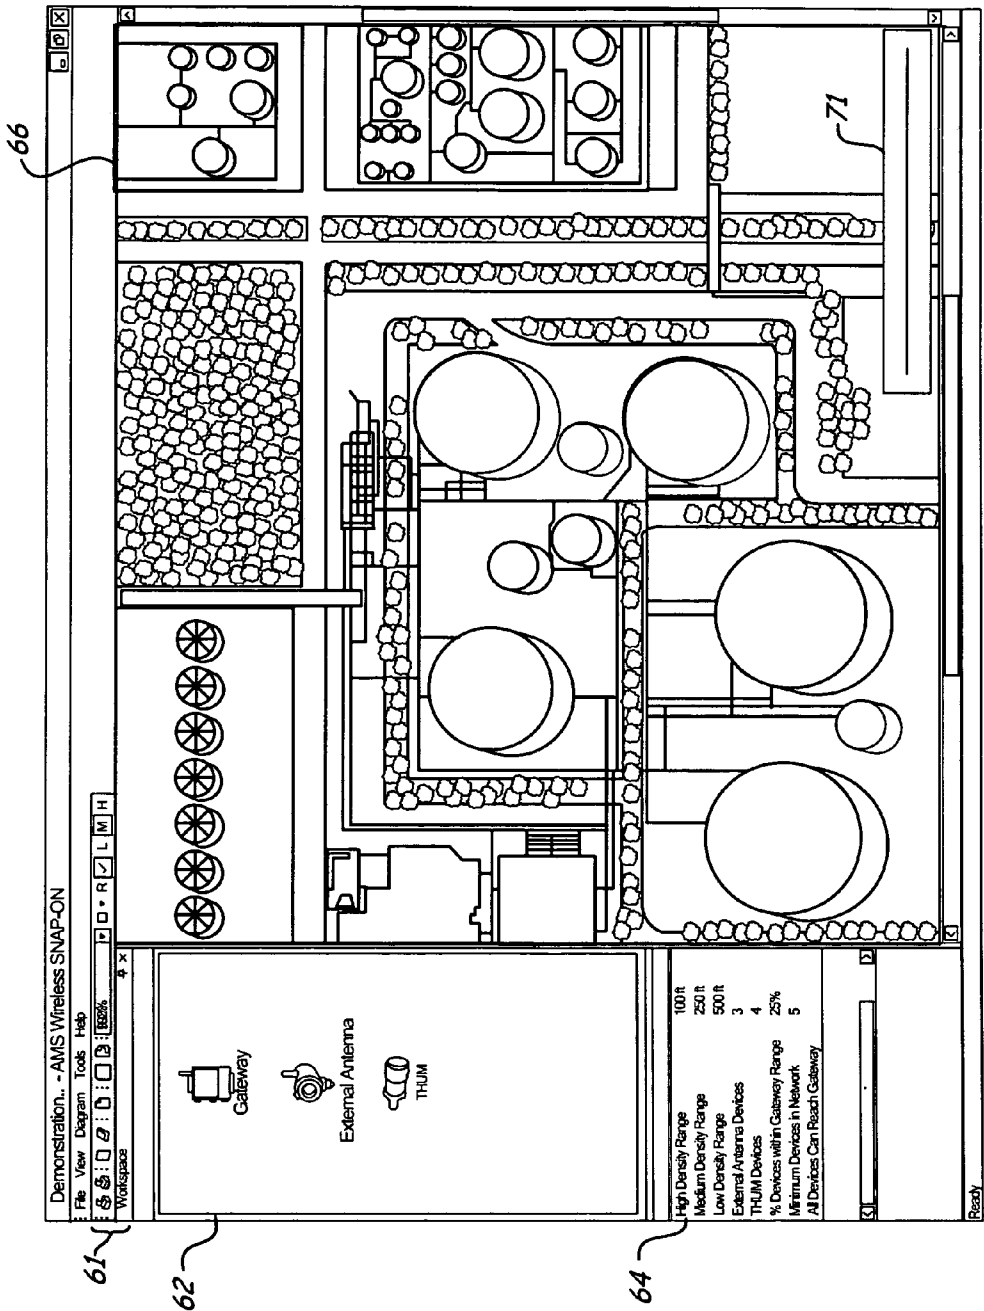 Demonstration.. - AMS Wireless SNAP-ON
File View Diagram Tools Help
R L M H
Workspace
Gateway
External Antenna
THUM
High Density Range 100 ft
Medium Density Range 250 ft
Low Density Range 500 ft
External Antenna Devices 3
THUM Devices 4
% Devices within Gateway Range 25%
Minimum Devices in Network 5
All Devices Can Reach Gateway
Ready
61
62
64
66
71